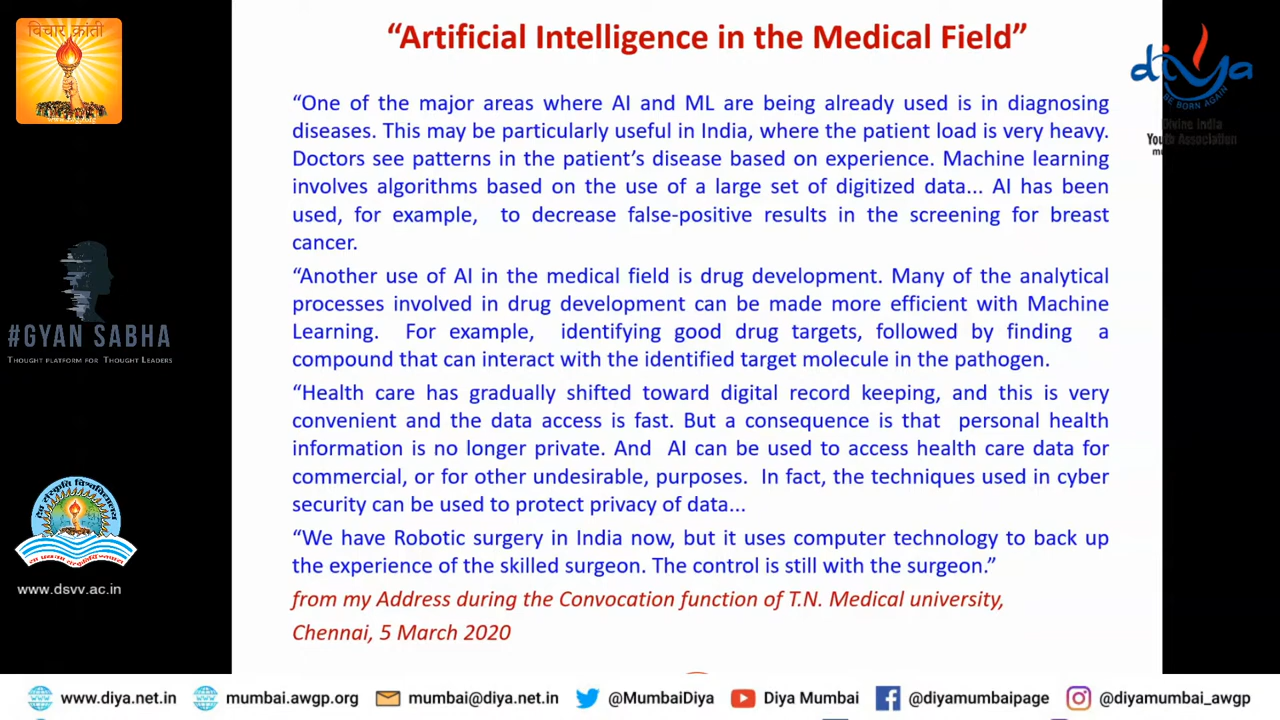 विचार क्रांती
“Artificial Intelligence in the Medical Field”
diya
BE BORN AGAIN
Divine India
Youth Association
“One of the major areas where AI and ML are being already used is in diagnosing
diseases. This may be particularly useful in India, where the patient load is very heavy.
Doctors see patterns in the patient’s disease based on experience. Machine learning
involves algorithms based on the use of a large set of digitized data... AI has been
used, for example, to decrease false-positive results in the screening for breast
cancer.
“Another use of AI in the medical field is drug development. Many of the analytical
processes involved in drug development can be made more efficient with Machine
Learning. For example, identifying good drug targets, followed by finding a
compound that can interact with the identified target molecule in the pathogen.
“Health care has gradually shifted toward digital record keeping, and this is very
convenient and the data access is fast. But a consequence is that personal health
information is no longer private. And AI can be used to access health care data for
commercial, or for other undesirable, purposes. In fact, the techniques used in cyber
security can be used to protect privacy of data...
“We have Robotic surgery in India now, but it uses computer technology to back up
the experience of the skilled surgeon. The control is still with the surgeon.”
from my Address during the Convocation function of T.N. Medical university,
Chennai, 5 March 2020
#GYAN SABHA
THOUGHT PLATFORM FOR THOUGHT LEADERS
www.dsvv.ac.in
www.diya.net.in
mumbai.awgp.org
mumbai@diya.net.in
@MumbaiDiya
Diya Mumbai
@diyamumbaipage
@diyamumbai_awgp